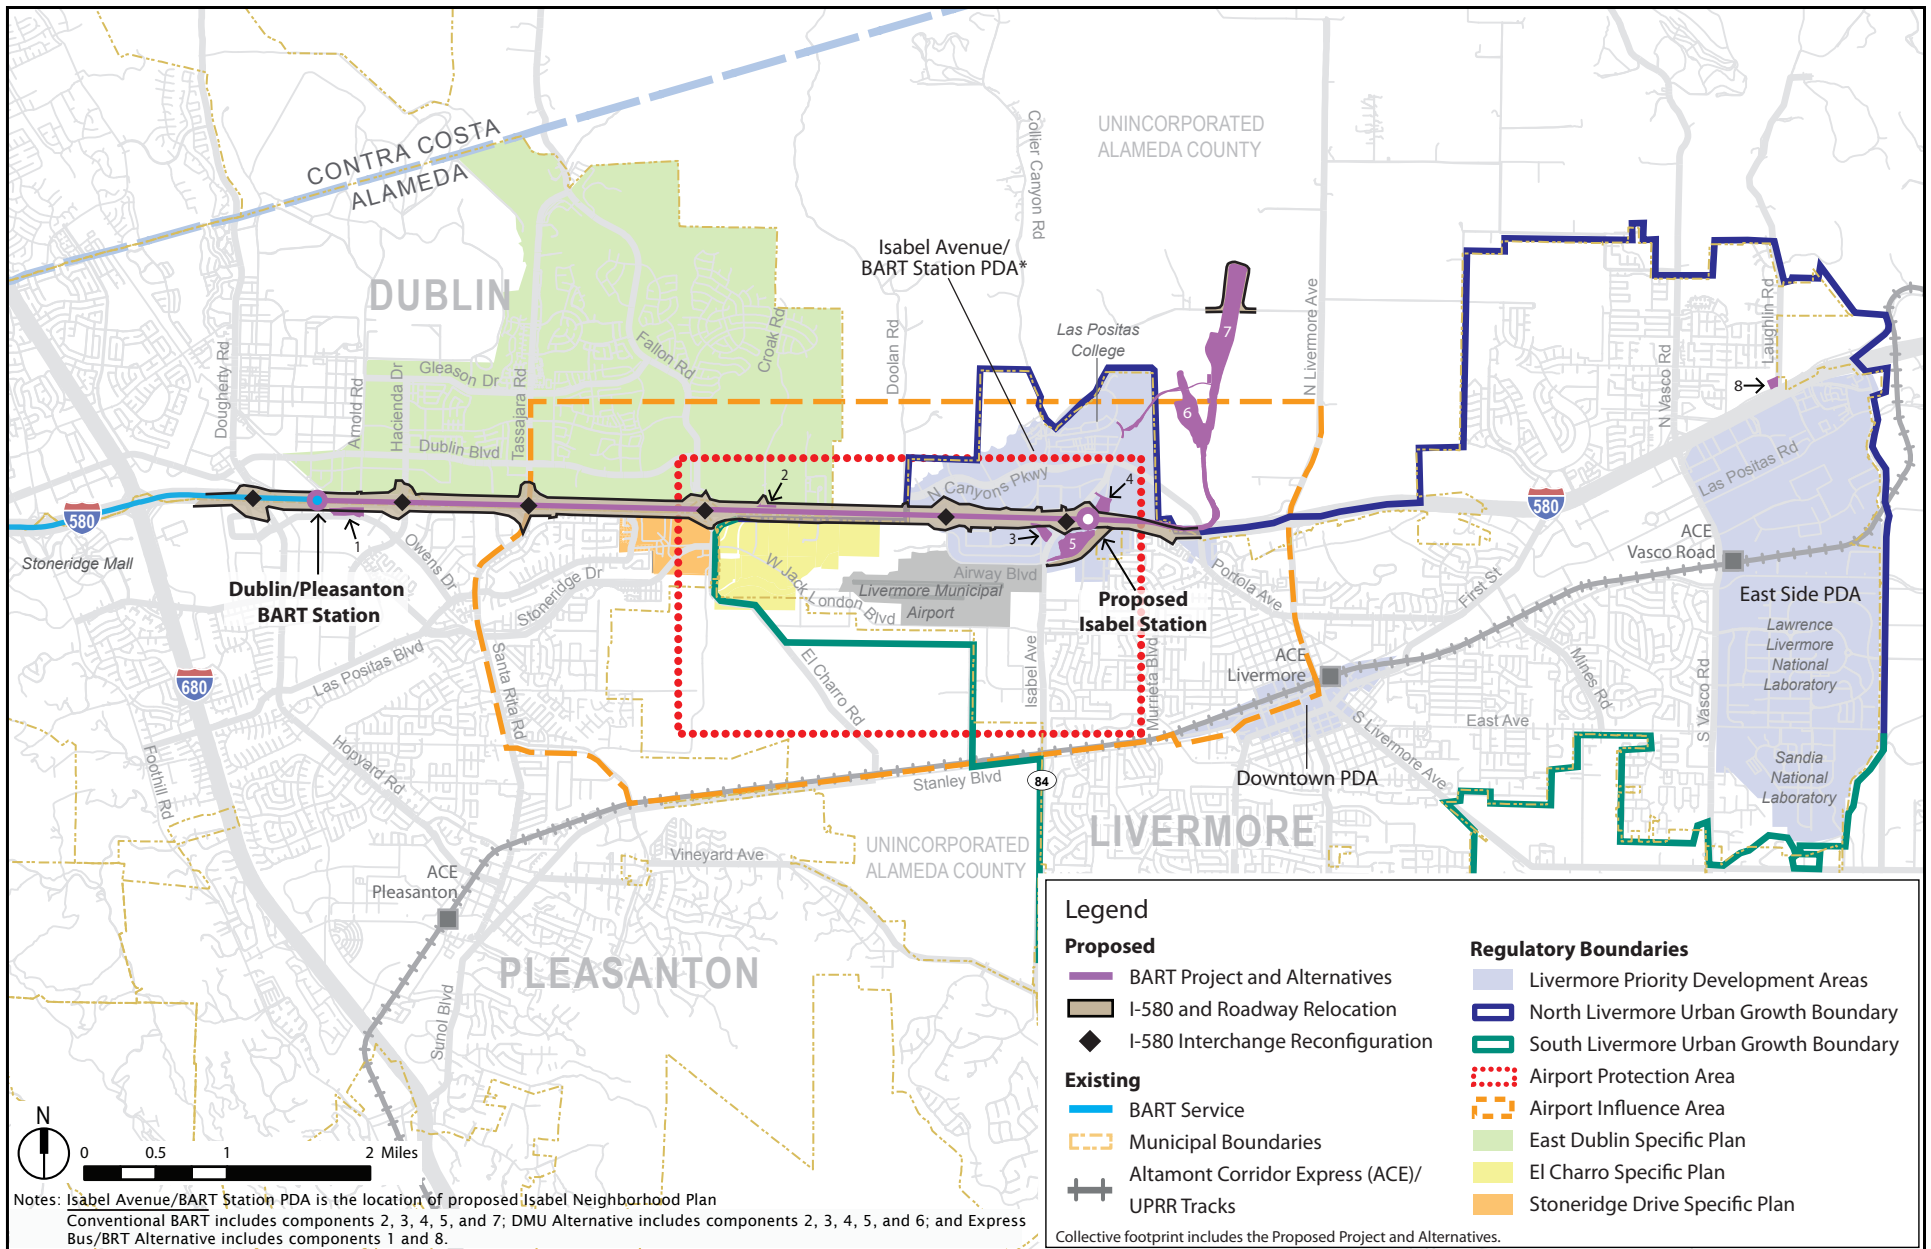 CONTRA COSTA
ALAMEDA
UNINCORPORATED
ALAMEDA COUNTY
Collier Canyon Rd
Isabel Avenue/
BART Station PDA*
DUBLIN
Las Positas
College
N Livermore Ave
Laughlin Rd
N Vasco Rd
Dougherty Rd
Arnold Rd
Hacienda Dr
Gleason Dr
Tassajara Rd
Fallon Rd
Croak Rd
Doolan Rd
Dublin Blvd
N Canyons Pkwy
Las Positas Rd
1
2
3
4
5
6
7
8
580
580
Stoneridge Mall
Owens Dr
Dublin/Pleasanton
BART Station
Stoneridge Dr
W Jack London Blvd
Airway Blvd
Livermore Municipal
Airport
Proposed
Isabel Station
Portola Ave
First St
ACE
Vasco Road
East Side PDA
Lawrence
Livermore
National
Laboratory
680
Las Positas Blvd
Santa Rita Rd
El Charro Rd
Isabel Ave
Murrieta Blvd
ACE
Livermore
Mines Rd
S Vasco Rd
East Ave
S Livermore Ave
Sandia
National
Laboratory
Foothill Rd
Hopyard Rd
Stanley Blvd
84
Downtown PDA
LIVERMORE
UNINCORPORATED
ALAMEDA COUNTY
Vineyard Ave
ACE
Pleasanton
PLEASANTON
Sunol Blvd
Legend
Proposed
BART Project and Alternatives
I-580 and Roadway Relocation
I-580 Interchange Reconfiguration
Existing
BART Service
Municipal Boundaries
Altamont Corridor Express (ACE)/
UPRR Tracks
Regulatory Boundaries
Livermore Priority Development Areas
North Livermore Urban Growth Boundary
South Livermore Urban Growth Boundary
Airport Protection Area
Airport Influence Area
East Dublin Specific Plan
El Charro Specific Plan
Stoneridge Drive Specific Plan
Collective footprint includes the Proposed Project and Alternatives.
N
0 0.5 1 2 Miles
Notes: Isabel Avenue/BART Station PDA is the location of proposed Isabel Neighborhood Plan
Conventional BART includes components 2, 3, 4, 5, and 7; DMU Alternative includes components 2, 3, 4, 5, and 6; and Express
Bus/BRT Alternative includes components 1 and 8.